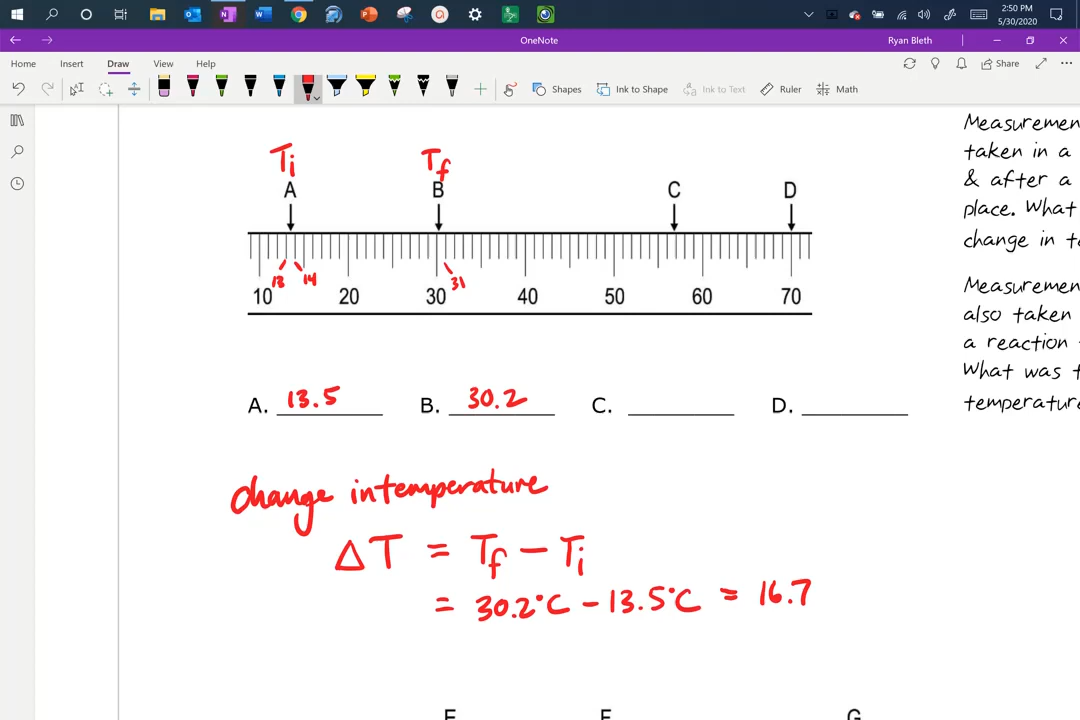 2:50 PM
5/30/2020
OneNote
Ryan Bleth
Home Insert Draw View Help
Share
Shapes Ink to Shape Ink to Text Ruler Math
Measuremen
taken in a
& after a
place. What
change in t
Ti Tf
A B C D
13 14 31
10 20 30 40 50 60 70
Measuremen
also taken
a reaction
What was t
temperature
A. 13.5 B. 30.2 C. D.
change in temperature
ΔT = Tf - Ti
= 30.2°C - 13.5°C = 16.7